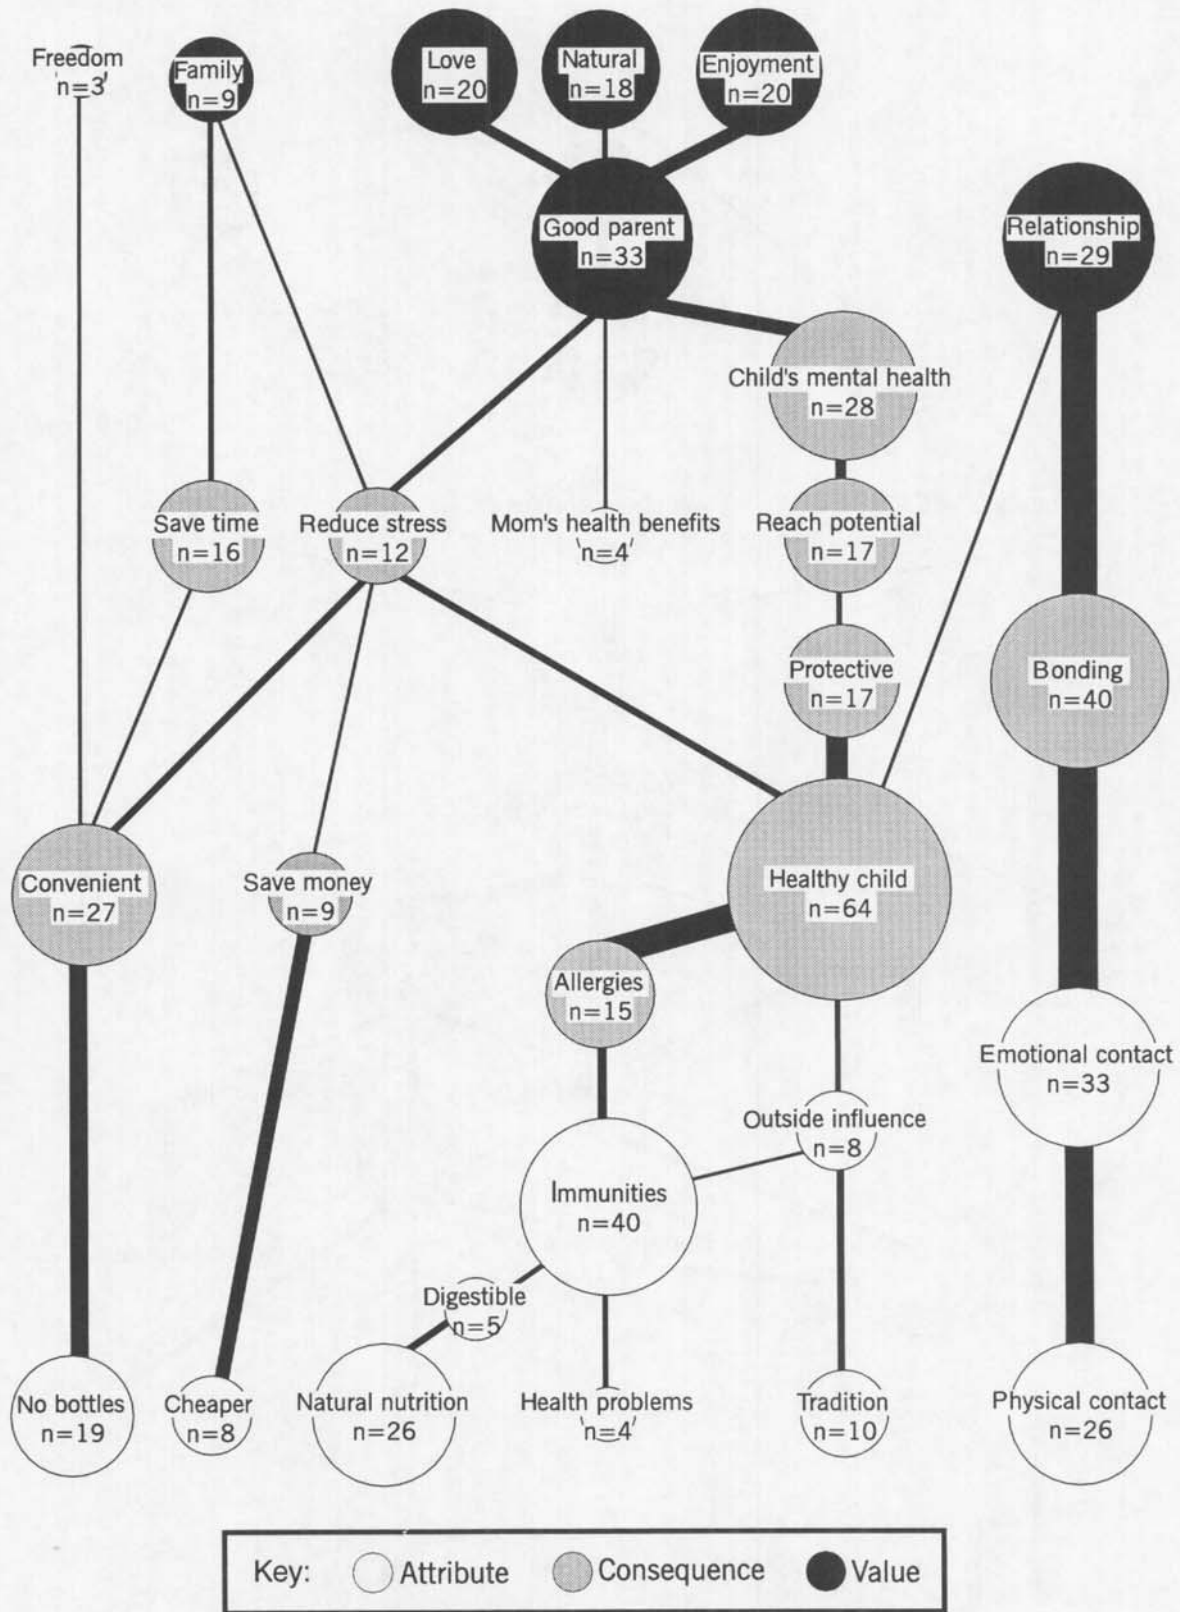 Freedom
n=3
Family
n=9
Love
n=20
Natural
n=18
Enjoyment
n=20
Good parent
n=33
Relationship
n=29
Child's mental health
n=28
Save time
n=16
Reduce stress
n=12
Mom's health benefits
n=4
Reach potential
n=17
Protective
n=17
Bonding
n=40
Convenient
n=27
Save money
n=9
Healthy child
n=64
Allergies
n=15
Emotional contact
n=33
Outside influence
n=8
Immunities
n=40
Digestible
n=5
No bottles
n=19
Cheaper
n=8
Natural nutrition
n=26
Health problems
n=4
Tradition
n=10
Physical contact
n=26
Key: Attribute Consequence Value